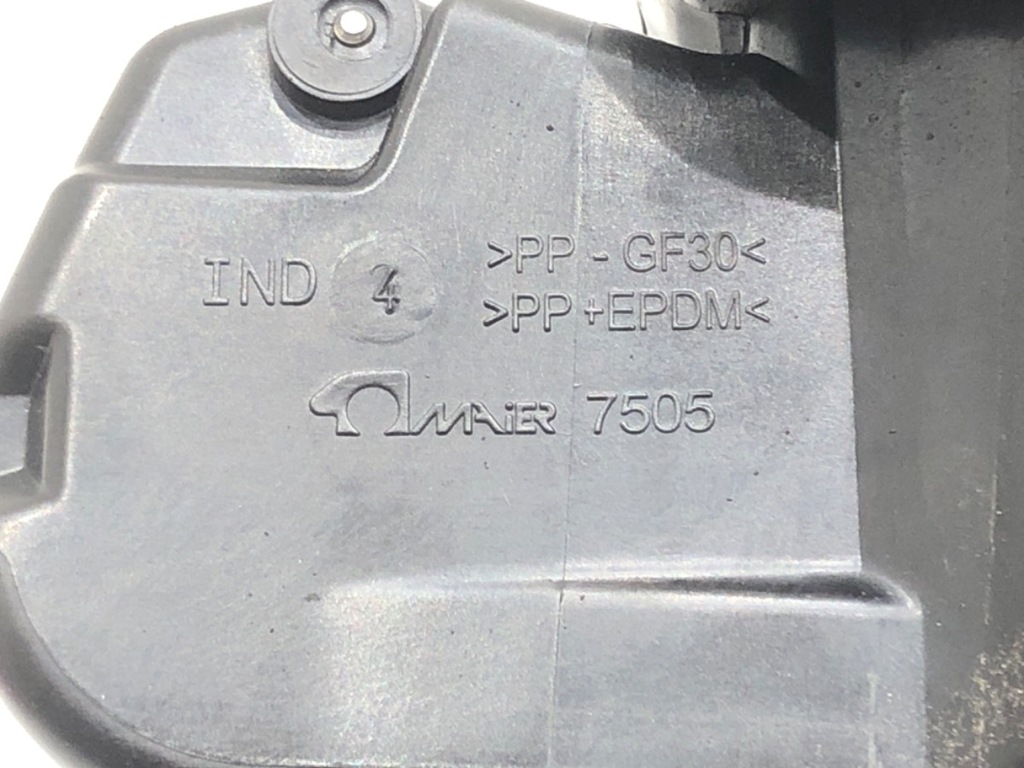 IND 4
>PP - GF30<
>PP +EPDM<
MAIER 7505